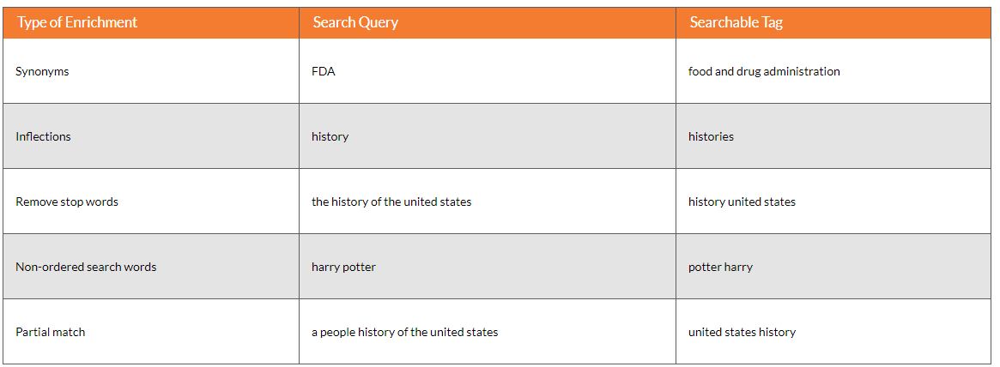 Type of Enrichment Search Query Searchable Tag
Synonyms FDA food and drug administration
Inflections history histories
Remove stop words the history of the united states history united states
Non-ordered search words harry potter potter harry
Partial match a people history of the united states united states history